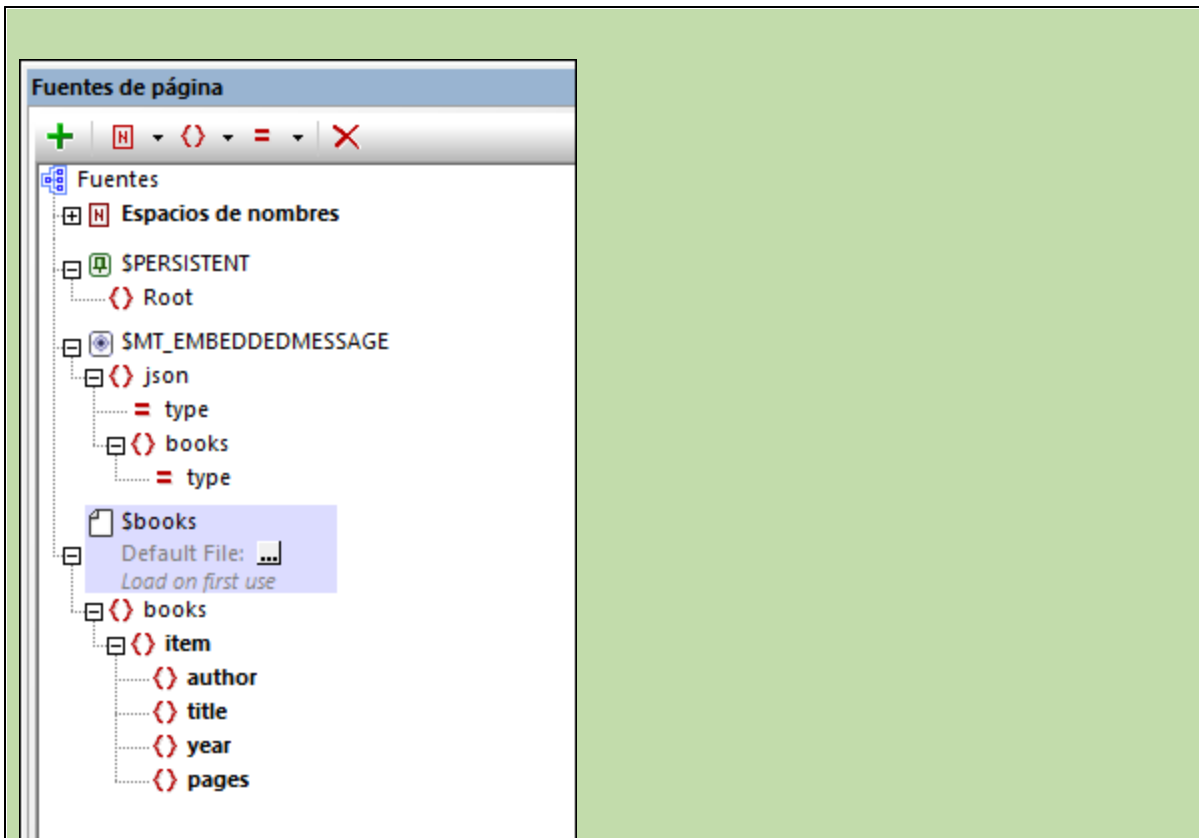 Fuentes de página
Fuentes
Espacios de nombres
$PERSISTENT
Root
$MT_EMBEDDEDMESSAGE
json
type
books
type
$books
Default File: ...
Load on first use
books
item
author
title
year
pages